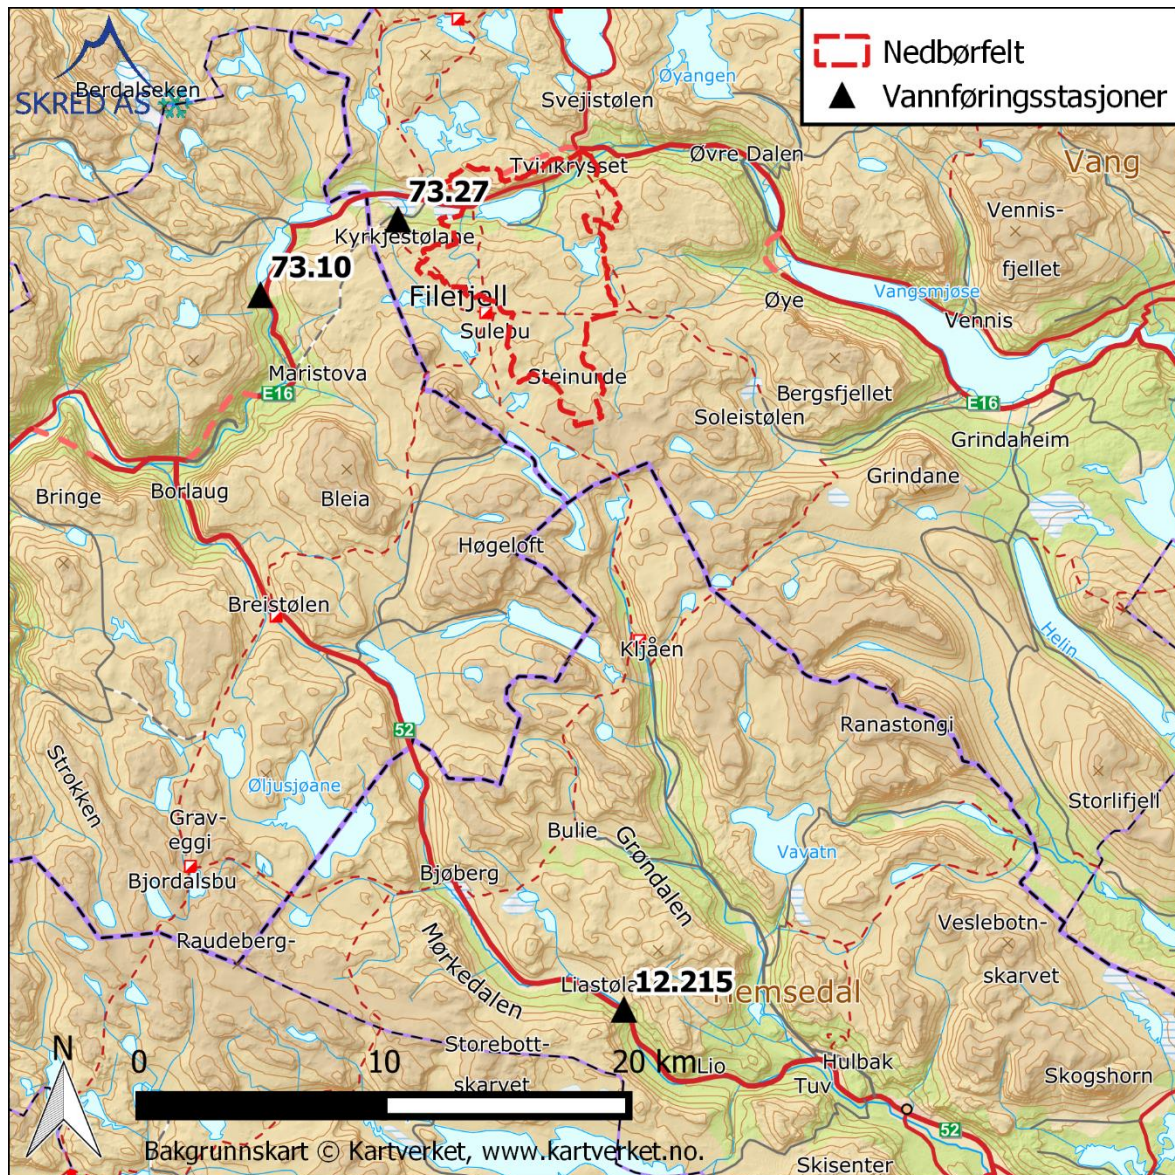 Nedbørfelt
Vannføringsstasjoner
Berdalseken
SKRED AS
Øyangen
Svejistølen
Tvinkrysset
Øvre Dalen
Vang
73.27
Kyrkjestølane
Vennis-
fjellet
73.10
Filefjell
Sulebu
Øye
Vangsmjøse
Vennis
Maristova
E16
Steinurde
Bergsfjellet
E16
Soleistølen
Grindaheim
Grindane
Bringe
Borlaug
Bleia
Høgeloft
Breistølen
Kljåen
Helin
52
Ranastongi
Strokken
Øljusjøane
Storlifjell
Grav-
eggi
Bulie
Grøndalen
Vavatn
Bjordalsbu
Bjøberg
Raudeberg-
Mørkedalen
Veslebotn-
skarvet
12.215
Hemsedal
N
0
10
20 km
Storebott-
skarvet
Lio
Hulbak
Tuv
Skogshorn
52
Bakgrunnskart © Kartverket, www.kartverket.no.
Skisenter